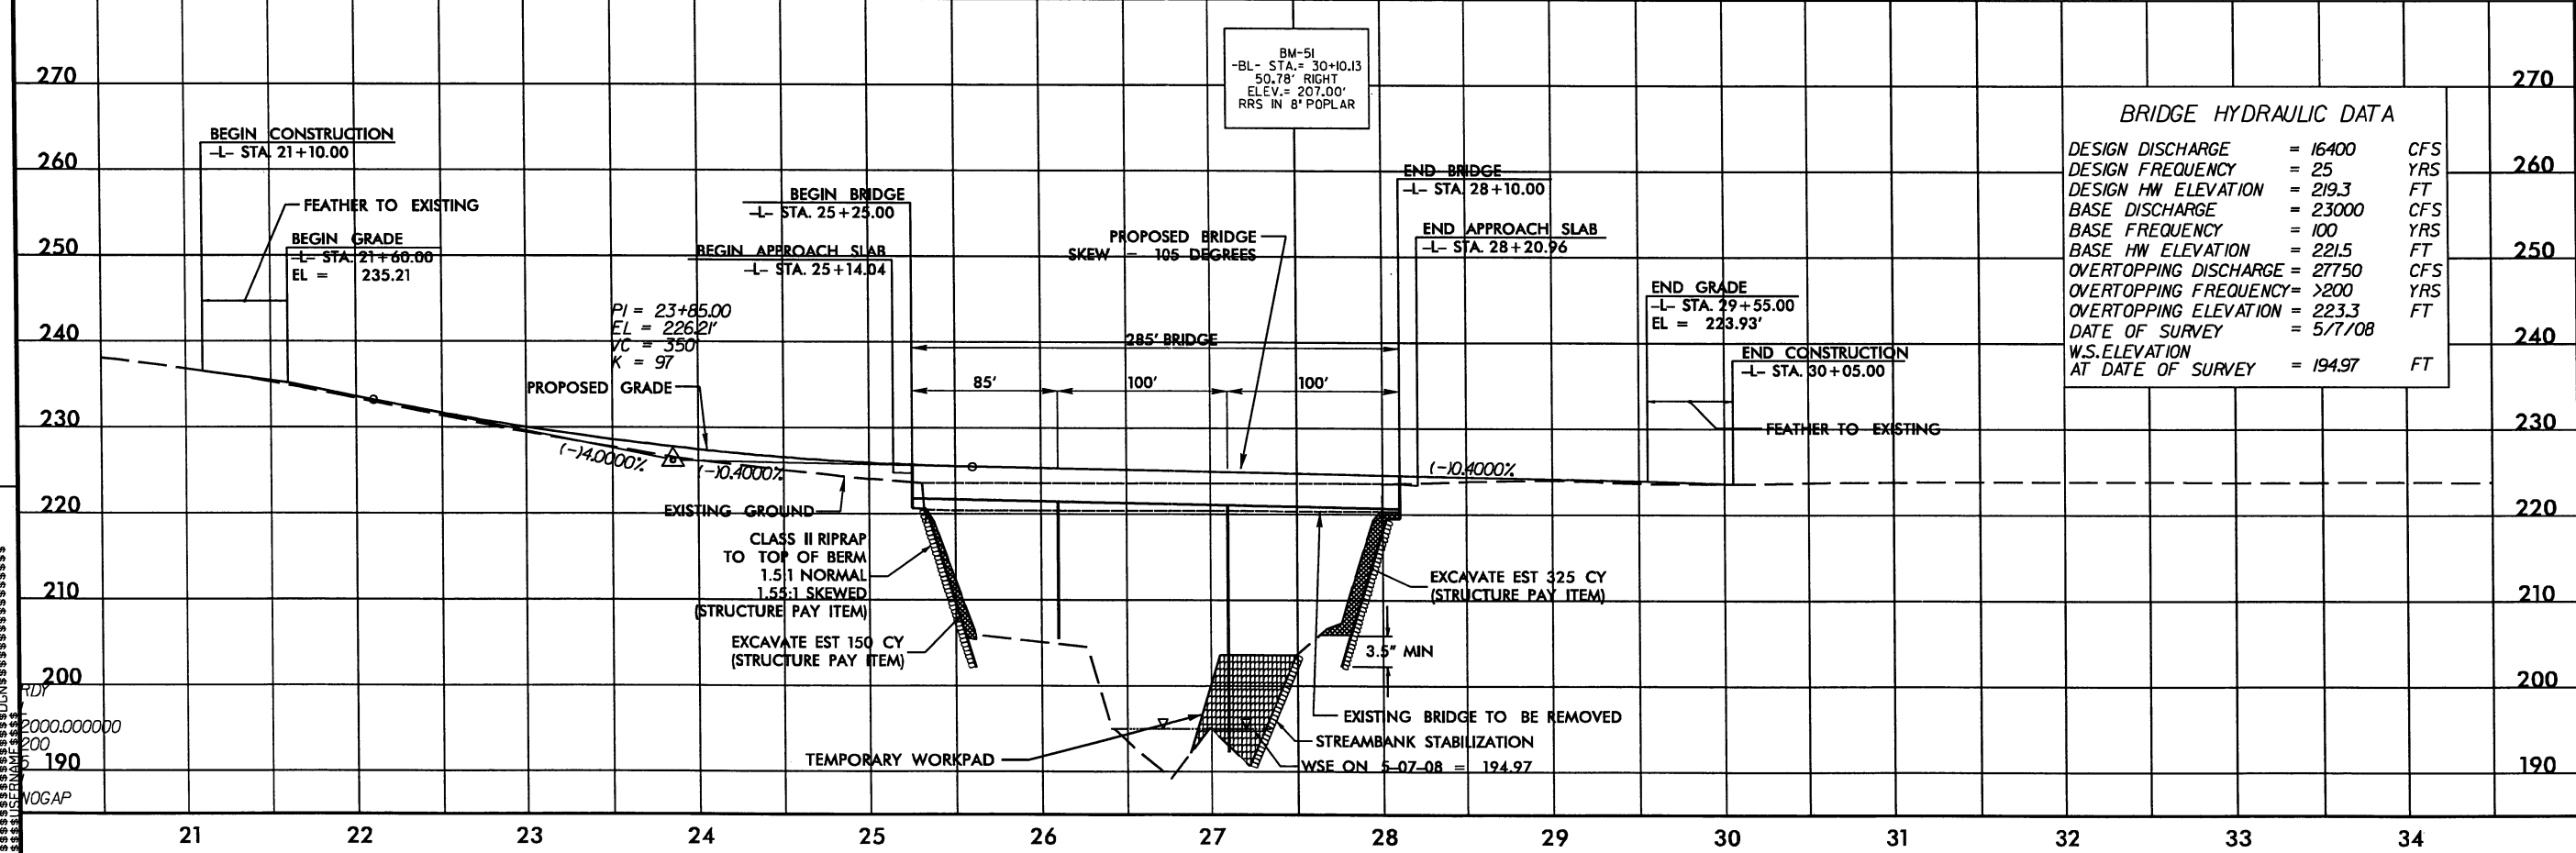 BM-51
-BL- STA.= 30+10.13
50.78' RIGHT
ELEV.= 207.00'
RRS IN 8" POPLAR
270
270
BRIDGE HYDRAULIC DATA
DESIGN DISCHARGE = 16400 CFS
DESIGN FREQUENCY = 25 YRS
DESIGN HW ELEVATION = 219.3 FT
BASE DISCHARGE = 23000 CFS
BASE FREQUENCY = 100 YRS
BASE HW ELEVATION = 221.5 FT
OVERTOPPING DISCHARGE = 27750 CFS
OVERTOPPING FREQUENCY= >200 YRS
OVERTOPPING ELEVATION = 223.3 FT
DATE OF SURVEY = 5/7/08
W.S. ELEVATION
AT DATE OF SURVEY = 194.97 FT
BEGIN CONSTRUCTION
-L- STA. 21+10.00
260
260
FEATHER TO EXISTING
BEGIN GRADE
-L- STA. 21+60.00
EL = 235.21
BEGIN BRIDGE
-L- STA. 25+25.00
BEGIN APPROACH SLAB
-L- STA. 25+14.04
END BRIDGE
-L- STA. 28+10.00
END APPROACH SLAB
-L- STA. 28+20.96
PROPOSED BRIDGE
SKEW = 105 DEGREES
250
250
END GRADE
-L- STA. 29+55.00
EL = 223.93'
PI = 23+85.00
EL = 226.21'
VC = 350'
K = 97
240
240
285' BRIDGE
END CONSTRUCTION
-L- STA. 30+05.00
PROPOSED GRADE
85'
100'
100'
230
230
FEATHER TO EXISTING
(-)4.0000%
(-)0.4000%
(-)0.4000%
220
220
EXISTING GROUND
CLASS II RIPRAP
TO TOP OF BERM
1.5:1 NORMAL
1.55:1 SKEWED
(STRUCTURE PAY ITEM)
EXCAVATE EST 325 CY
(STRUCTURE PAY ITEM)
210
210
EXCAVATE EST 150 CY
(STRUCTURE PAY ITEM)
3.5" MIN
200
200
EXISTING BRIDGE TO BE REMOVED
STREAMBANK STABILIZATION
TEMPORARY WORKPAD
WSE ON 5-07-08 = 194.97
190
190
RDY
2000.000000
200
NOGAP
21 22 23 24 25 26 27 28 29 30 31 32 33 34